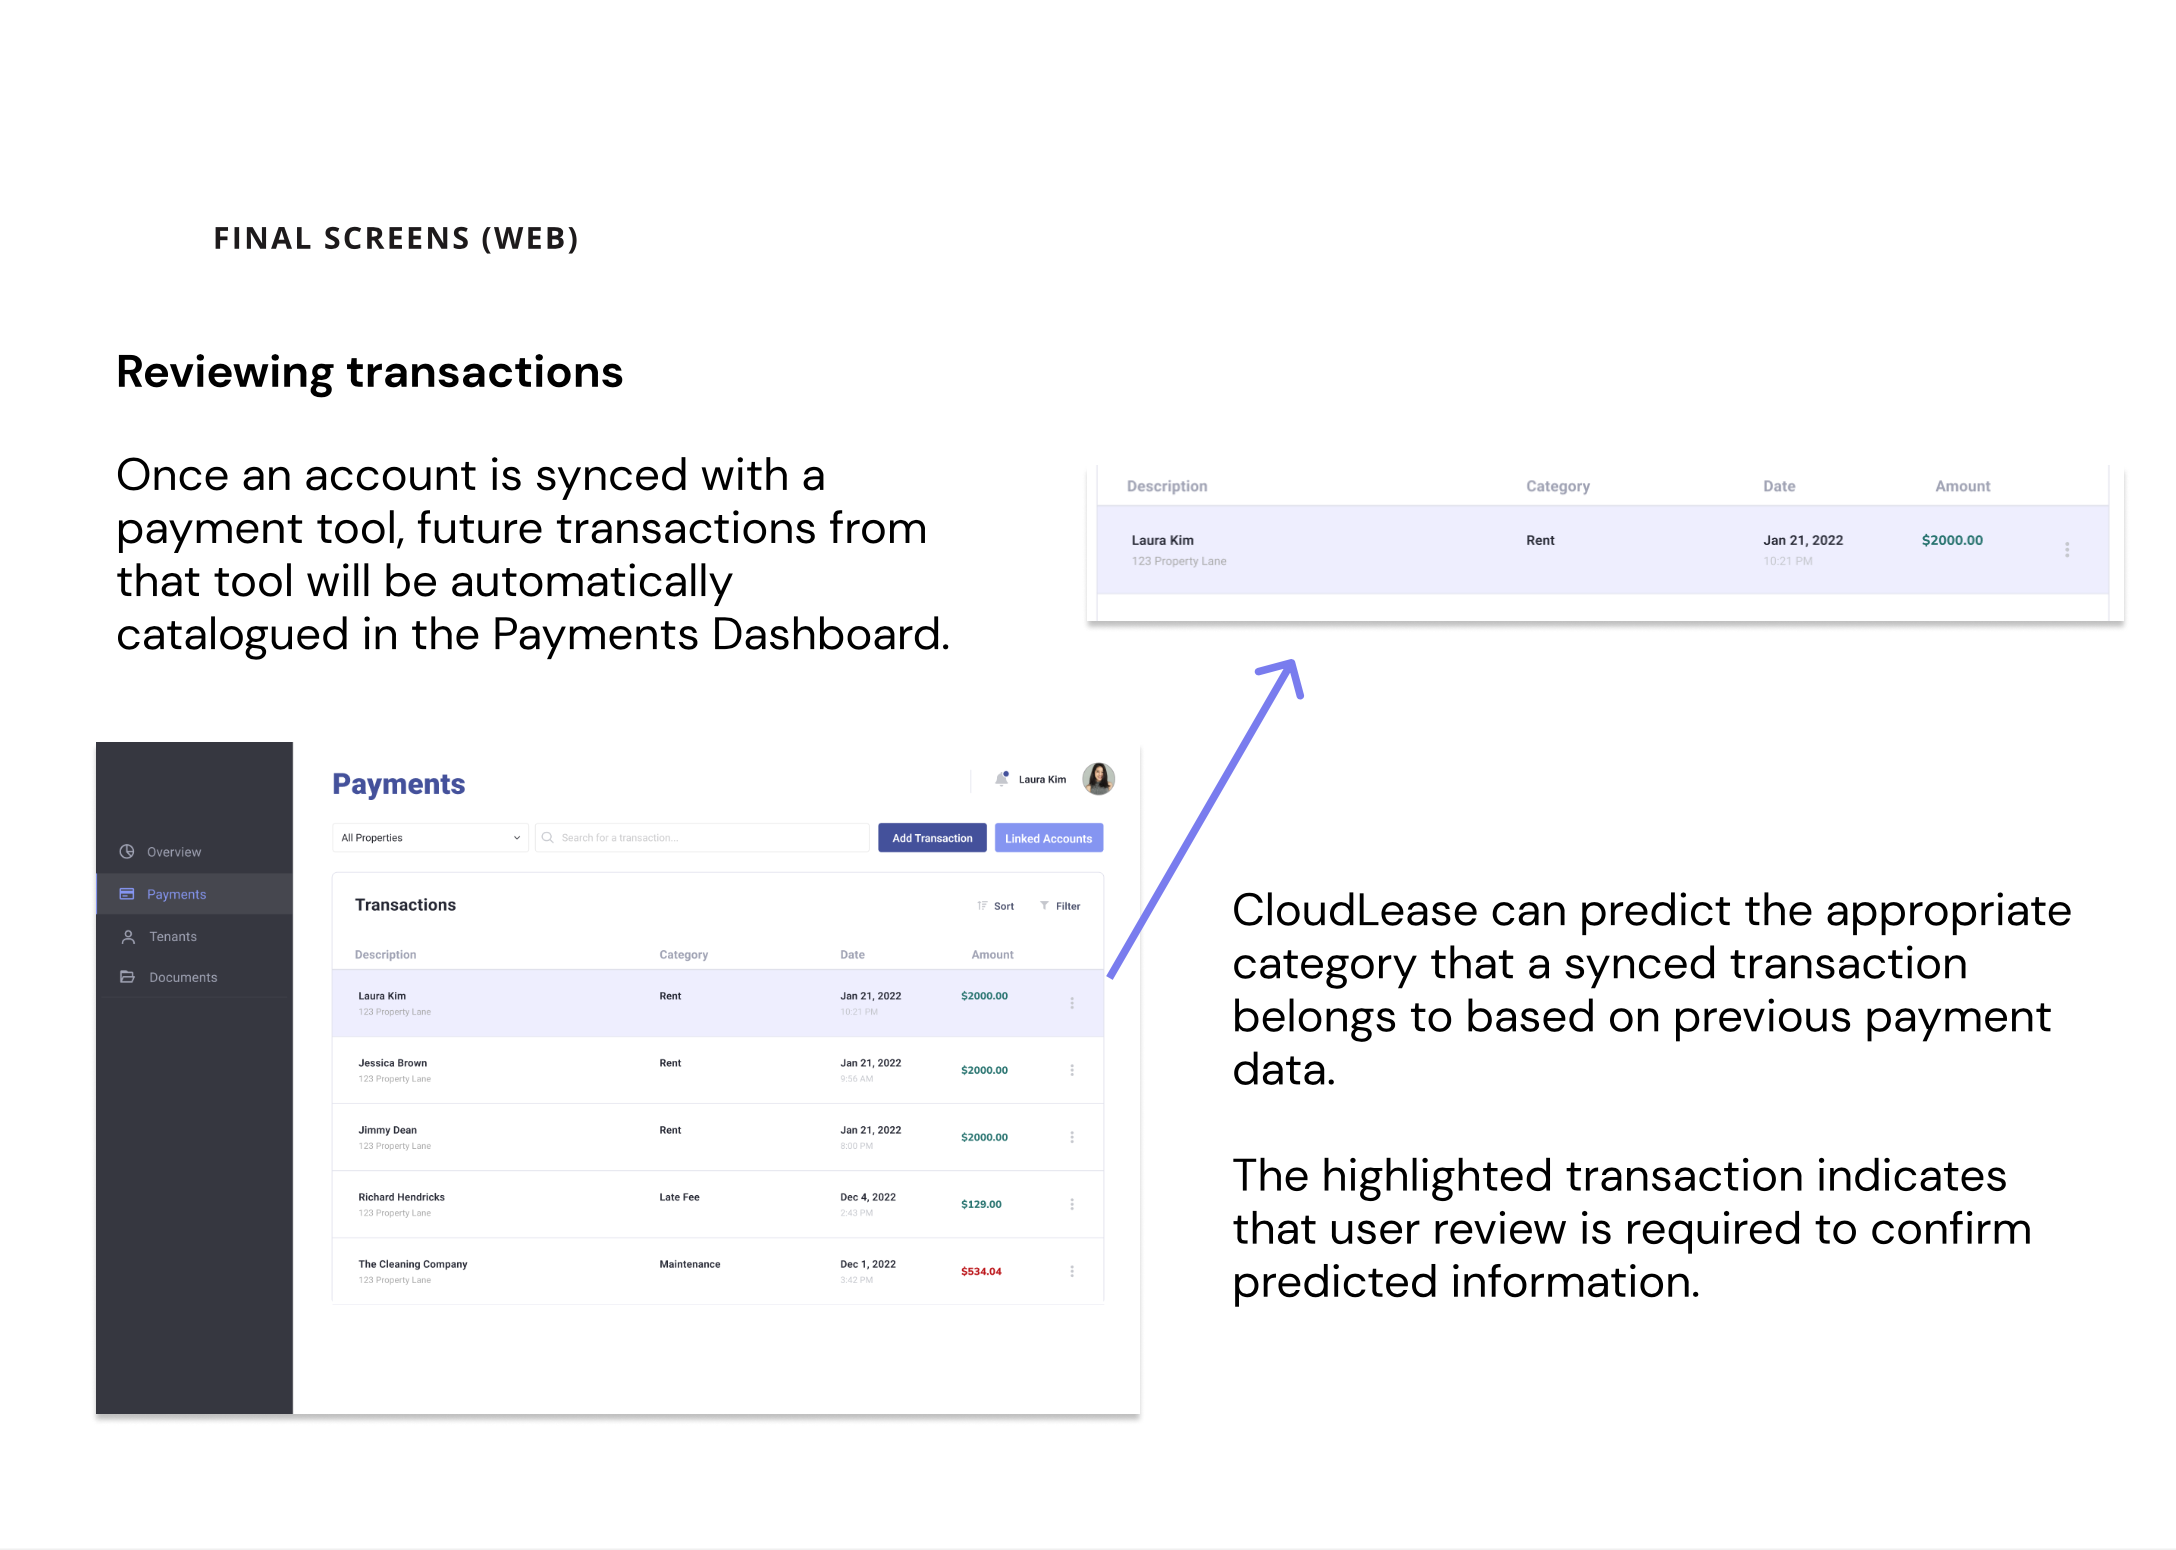 FINAL SCREENS (WEB)
Reviewing transactions
Once an account is synced with a
payment tool, future transactions from
that tool will be automatically
catalogued in the Payments Dashboard.
Description Category Date Amount
Laura Kim Rent Jan 21, 2022 $2000.00
123 Property Lane 10:21 PM
Payments
Laura Kim
All Properties
Search for a transaction...
Add Transaction
Linked Accounts
Overview
Payments
Tenants
Documents
Transactions
Sort Filter
Description Category Date Amount
Laura Kim Rent Jan 21, 2022 $2000.00
123 Property Lane 10:21 PM
Jessica Brown Rent Jan 21, 2022 $2000.00
123 Property Lane 9:56 AM
Jimmy Dean Rent Jan 21, 2022 $2000.00
123 Property Lane 8:00 PM
Richard Hendricks Late Fee Dec 4, 2022 $129.00
123 Property Lane 2:43 PM
The Cleaning Company Maintenance Dec 1, 2022 $534.04
123 Property Lane 3:42 PM
CloudLease can predict the appropriate
category that a synced transaction
belongs to based on previous payment
data.
The highlighted transaction indicates
that user review is required to confirm
predicted information.